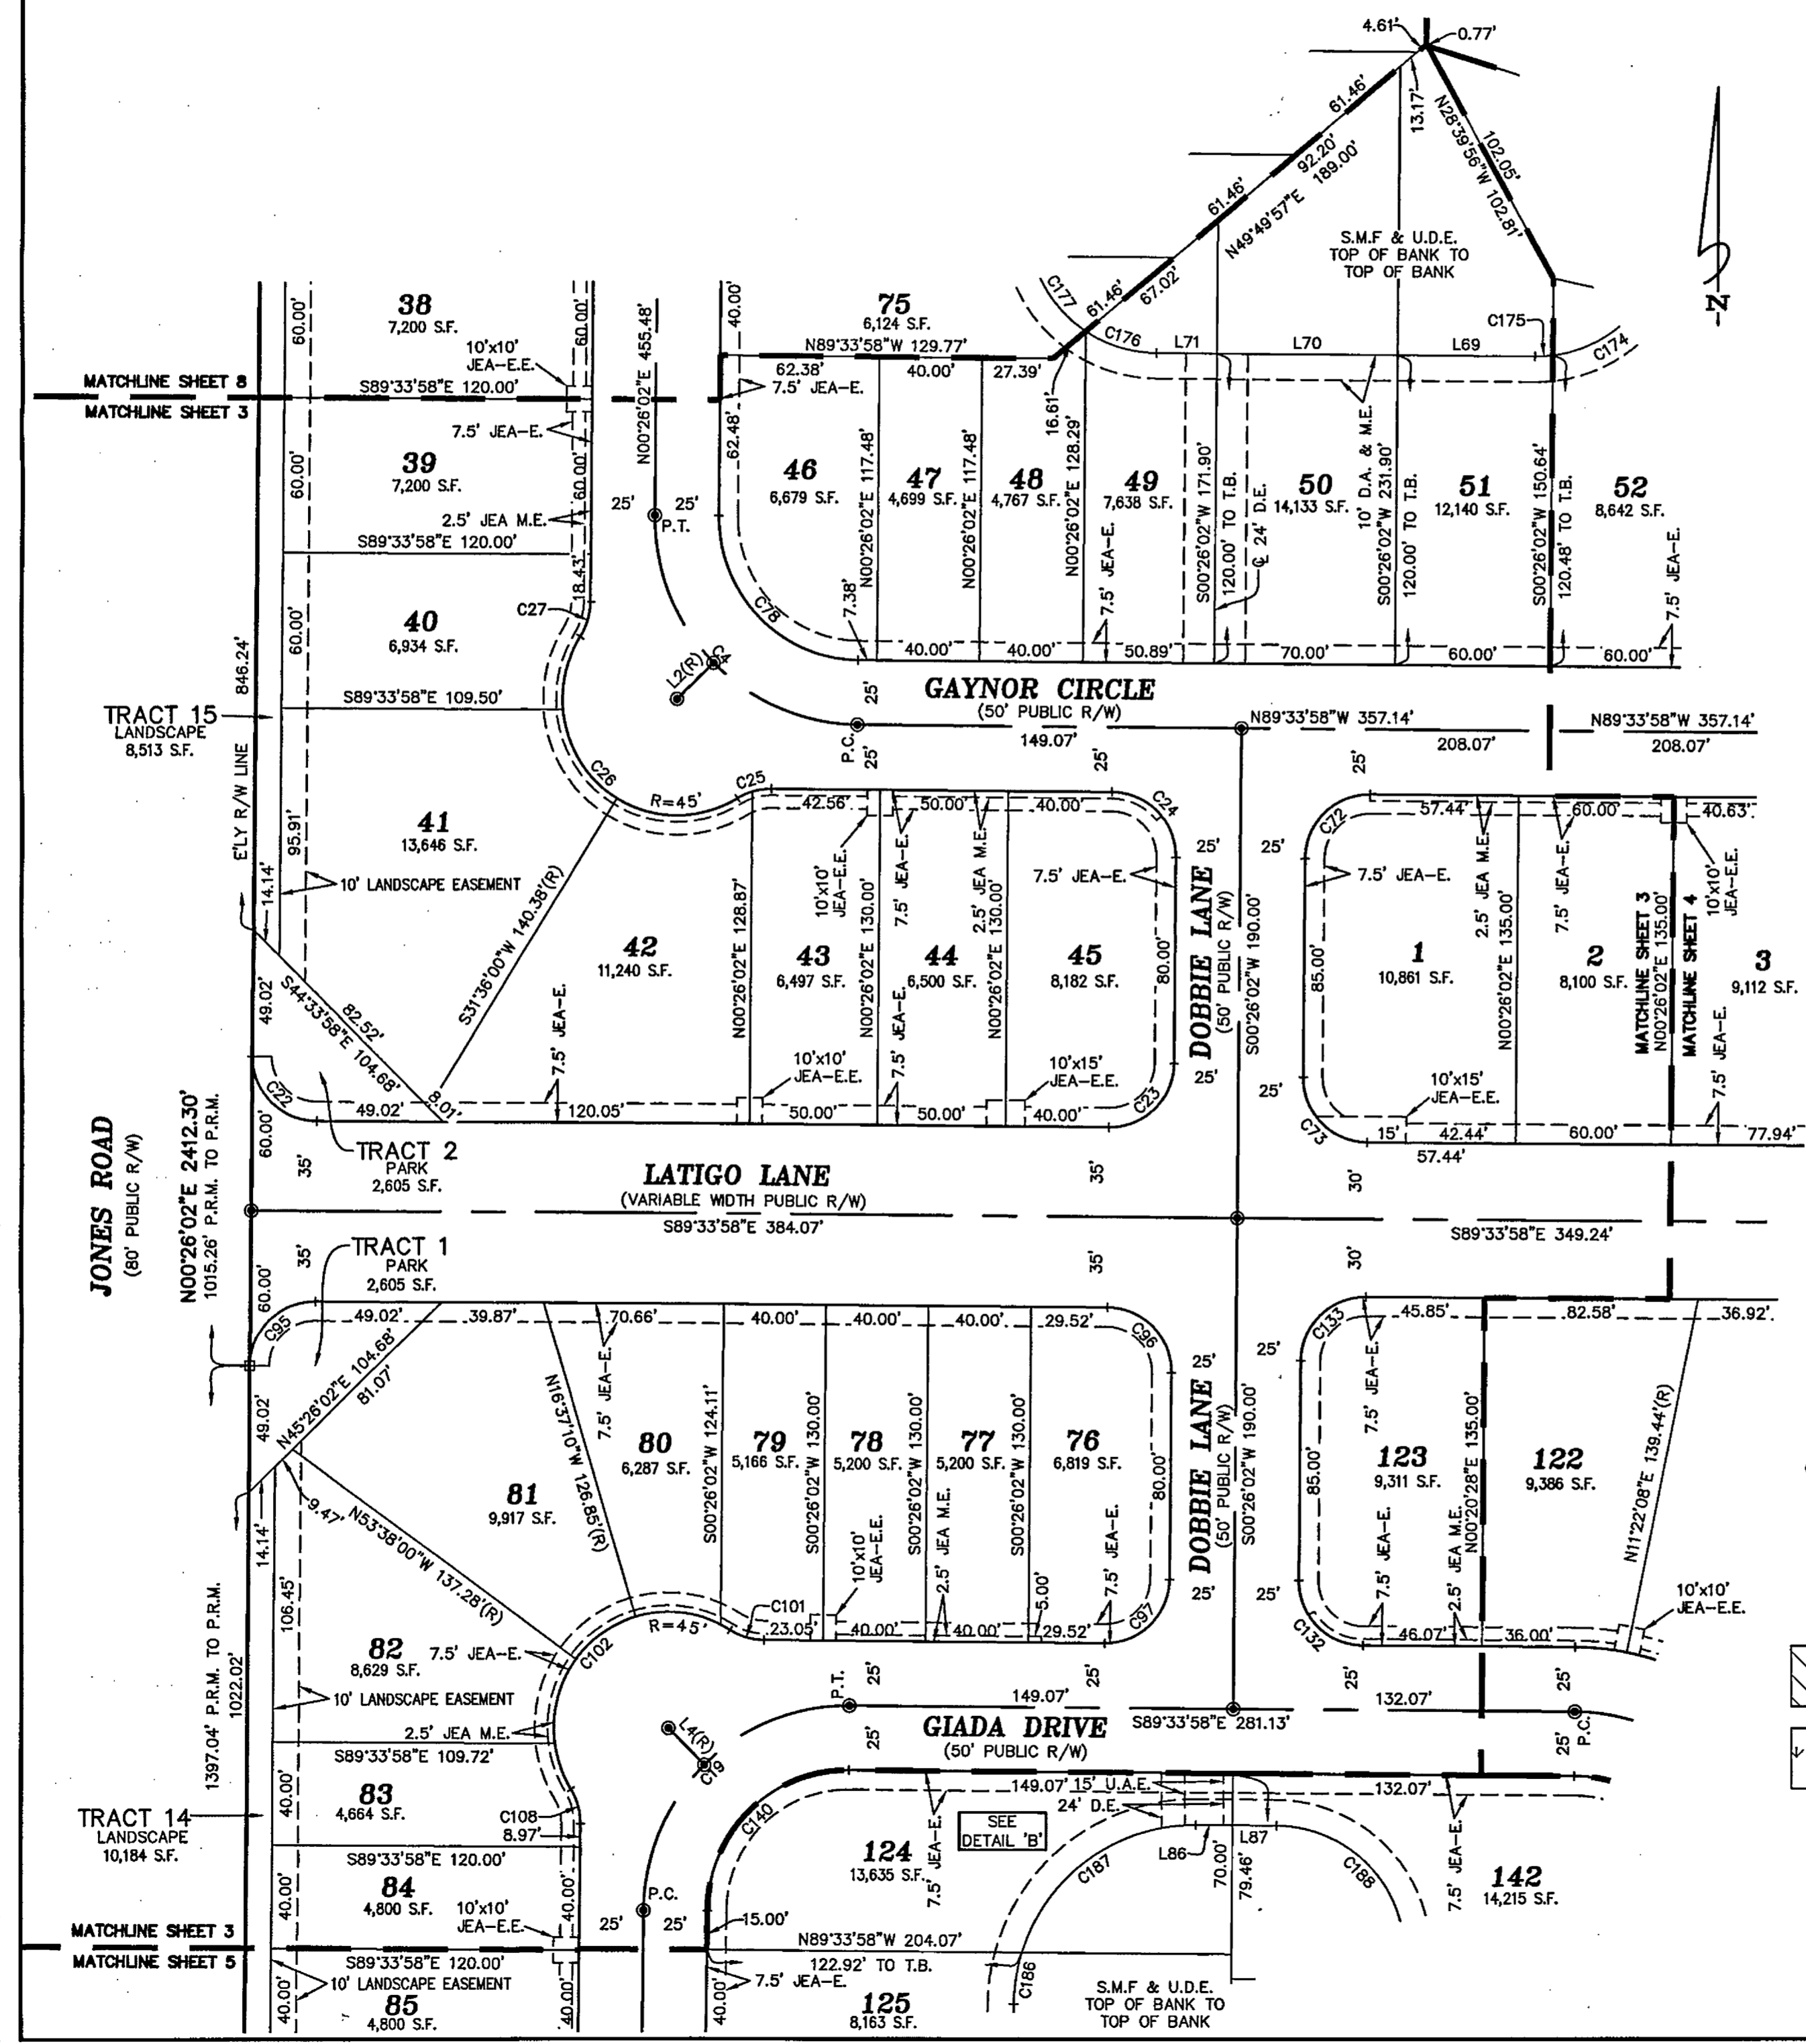 4.61'
0.77'
61.46'
13.17'
N28°39'56"W 102.81'
102.05'
92.20'
N49°49'57"E 189.00'
61.46'
S.M.F & U.D.E.
TOP OF BANK TO
TOP OF BANK
N
61.46'
67.02'
C177
C176
L71
L70
L69
C175
C174
38
7,200 S.F.
60.00'
60.00'
10'x10'
JEA-E.E.
N00°26'02"E 455.48'
40.00'
75
6,124 S.F.
N89°33'58"W 129.77'
62.38'
40.00'
27.39'
16.61'
MATCHLINE SHEET 8
MATCHLINE SHEET 3
S89°33'58"E 120.00'
7.5' JEA-E.
7.5' JEA-E.
62.48'
39
7,200 S.F.
60.00'
60.00'
2.5' JEA M.E.
25'
25'
P.T.
S89°33'58"E 120.00'
46
6,679 S.F.
N00°26'02"E 117.48'
47
4,699 S.F.
N00°26'02"E 117.48'
48
4,767 S.F.
N00°26'02"E 128.29'
49
7,638 S.F.
7.5' JEA-E.
S00°26'02"W 171.90'
120.00' TO T.B.
℄ 24' D.E.
50
14,133 S.F.
10' D.A. & M.E.
S00°26'02"W 231.90'
120.00' TO T.B.
51
12,140 S.F.
S00°26'02"W 150.64'
120.48' TO T.B.
52
8,642 S.F.
7.5' JEA-E.
18.43'
C27
C78
7.38'
40
6,934 S.F.
60.00'
846.24'
L2(R)
C4
40.00'
40.00'
50.89'
70.00'
60.00'
60.00'
S89°33'58"E 109.50'
TRACT 15
LANDSCAPE
8,513 S.F.
E'LY R/W LINE
25'
GAYNOR CIRCLE
(50' PUBLIC R/W)
N89°33'58"W 357.14'
N89°33'58"W 357.14'
149.07'
208.07'
208.07'
P.C.
25'
25'
25'
C26
R=45'
C25
42.56'
50.00'
40.00'
C24
C72
57.44'
60.00'
40.63'
41
13,646 S.F.
95.91'
10' LANDSCAPE EASEMENT
14.14'
S31°36'00"W 140.38'(R)
10'x10'
JEA-E.E.
7.5' JEA-E.
2.5' JEA M.E.
7.5' JEA-E.
25'
25'
7.5' JEA-E.
2.5' JEA M.E.
7.5' JEA-E.
10'x10'
JEA-E.E.
42
11,240 S.F.
N00°26'02"E 128.87'
43
6,497 S.F.
N00°26'02"E 130.00'
44
6,500 S.F.
N00°26'02"E 130.00'
45
8,182 S.F.
80.00'
DOBBIE LANE
(50' PUBLIC R/W)
S00°26'02"W 190.00'
85.00'
1
10,861 S.F.
N00°26'02"E 135.00'
2
8,100 S.F.
MATCHLINE SHEET 3
N00°26'02"E 135.00'
MATCHLINE SHEET 4
3
9,112 S.F.
49.02'
82.52'
S44°33'58"E 104.68'
8.01'
7.5' JEA-E.
10'x10'
JEA-E.E.
7.5' JEA-E.
10'x15'
JEA-E.E.
25'
25'
10'x15'
JEA-E.E.
7.5' JEA-E.
C22
49.02'
120.05'
50.00'
50.00'
40.00'
C23
C73
15'
42.44'
60.00'
77.94'
57.44'
60.00'
35'
TRACT 2
PARK
2,605 S.F.
JONES ROAD
(80' PUBLIC R/W)
N00°26'02"E 2412.30'
1015.26' P.R.M. TO P.R.M.
LATIGO LANE
(VARIABLE WIDTH PUBLIC R/W)
35'
30'
S89°33'58"E 384.07'
S89°33'58"E 349.24'
60.00'
35'
TRACT 1
PARK
2,605 S.F.
35'
30'
C95
49.02'
39.87'
70.66'
40.00'
40.00'
40.00'
29.52'
C96
C133
45.85'
82.58'
36.92'
N45°26'02"E 104.68'
81.07'
49.02'
7.5' JEA-E.
25'
25'
7.5' JEA-E.
N16°37'10"W 126.85'(R)
80
6,287 S.F.
S00°26'02"W 124.11'
79
5,166 S.F.
S00°26'02"W 130.00'
78
5,200 S.F.
S00°26'02"W 130.00'
77
5,200 S.F.
S00°26'02"W 130.00'
76
6,819 S.F.
80.00'
DOBBIE LANE
(50' PUBLIC R/W)
S00°26'02"W 190.00'
85.00'
123
9,311 S.F.
N00°20'28"E 135.00'
122
9,386 S.F.
N11°22'08"E 139.44'(R)
81
9,917 S.F.
9.47'
N53°38'00"W 137.28'(R)
14.14'
10'x10'
JEA-E.E.
2.5' JEA M.E.
5.00'
7.5' JEA-E.
25'
25'
7.5' JEA-E.
2.5' JEA M.E.
10'x10'
JEA-E.E.
106.45'
R=45'
C101
23.05'
40.00'
40.00'
29.52'
C97
C132
46.07'
36.00'
82
8,629 S.F.
7.5' JEA-E.
C102
10' LANDSCAPE EASEMENT
2.5' JEA M.E.
1397.04' P.R.M. TO P.R.M.
1022.02'
P.T.
25'
25'
25'
25'
149.07'
132.07'
P.C.
GIADA DRIVE
(50' PUBLIC R/W)
S89°33'58"E 281.13'
25'
25'
L4(R)
C19
S89°33'58"E 109.72'
83
4,664 S.F.
40.00'
C108
8.97'
TRACT 14
LANDSCAPE
10,184 S.F.
149.07'
15' U.A.E.
24' D.E.
132.07'
C140
SEE
DETAIL 'B'
L86
L87
S89°33'58"E 120.00'
84
4,800 S.F.
40.00'
10'x10'
JEA-E.E.
40.00'
P.C.
25'
25'
15.00'
124
13,635 S.F.
7.5' JEA-E.
C187
70.00'
79.46'
C188
7.5' JEA-E.
142
14,215 S.F.
MATCHLINE SHEET 3
MATCHLINE SHEET 5
S89°33'58"E 120.00'
10' LANDSCAPE EASEMENT
N89°33'58"W 204.07'
122.92' TO T.B.
7.5' JEA-E.
C186
40.00'
85
4,800 S.F.
40.00'
40.00'
125
8,163 S.F.
S.M.F & U.D.E.
TOP OF BANK TO
TOP OF BANK